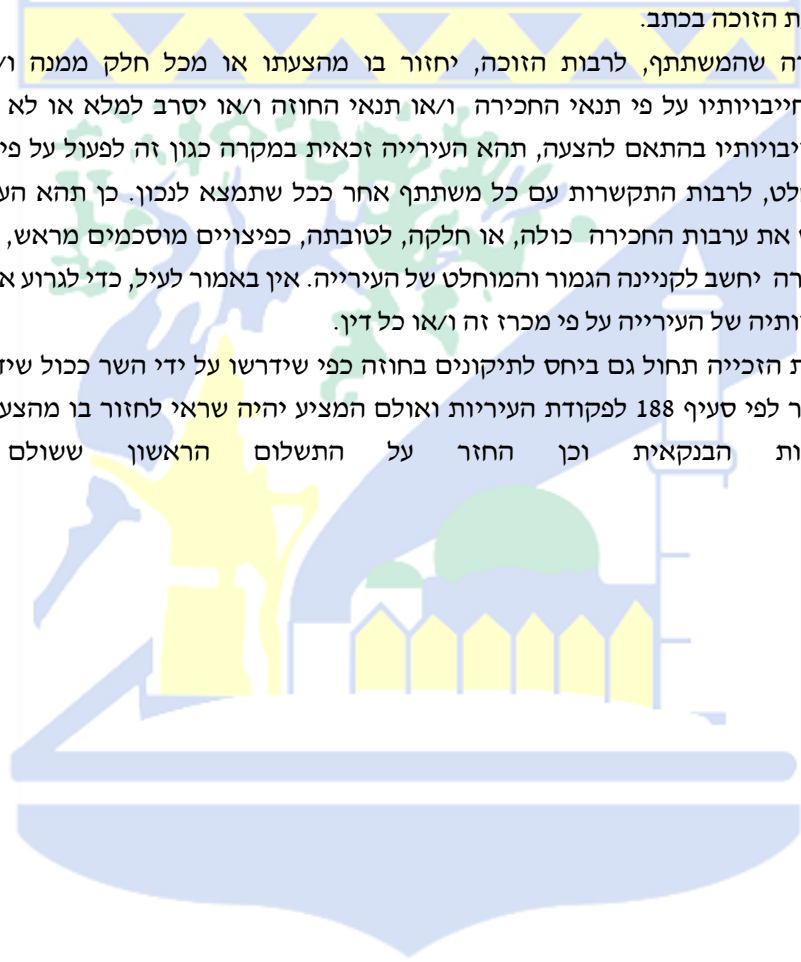 ת הזוכה בכתב.
רה שהמשתתף, לרבות הזוכה, יחזור בו מהצעתו או מכל חלק ממנה ו/
חייבויותיו על פי תנאי החכירה ו/או תנאי החוזה ו/או יסרב למלא או לא
יבויותיו בהתאם להצעה, תהא העירייה זכאית במקרה כגון זה לפעול על פי
לט, לרבות התקשרות עם כל משתתף אחר ככל שתמצא לנכון. כן תהא הע
את ערבות החכירה כולה, או חלקה, לטובתה, כפיצויים מוסכמים מראש,
רה יחשב לקניינה הגמור והמוחלט של העירייה. אין באמור לעיל, כדי לגרוע א
ותיה של העירייה על פי מכרז זה ו/או כל דין.
ת הזכייה תחול גם ביחס לתיקונים בחוזה כפי שידרשו על ידי השר ככול שיד
ר לפי סעיף 188 לפקודת העיריות ואולם המציע יהיה שראי לחזור בו מהצע
ות הבנקאית וכן החזר על התשלום הראשון ששולם